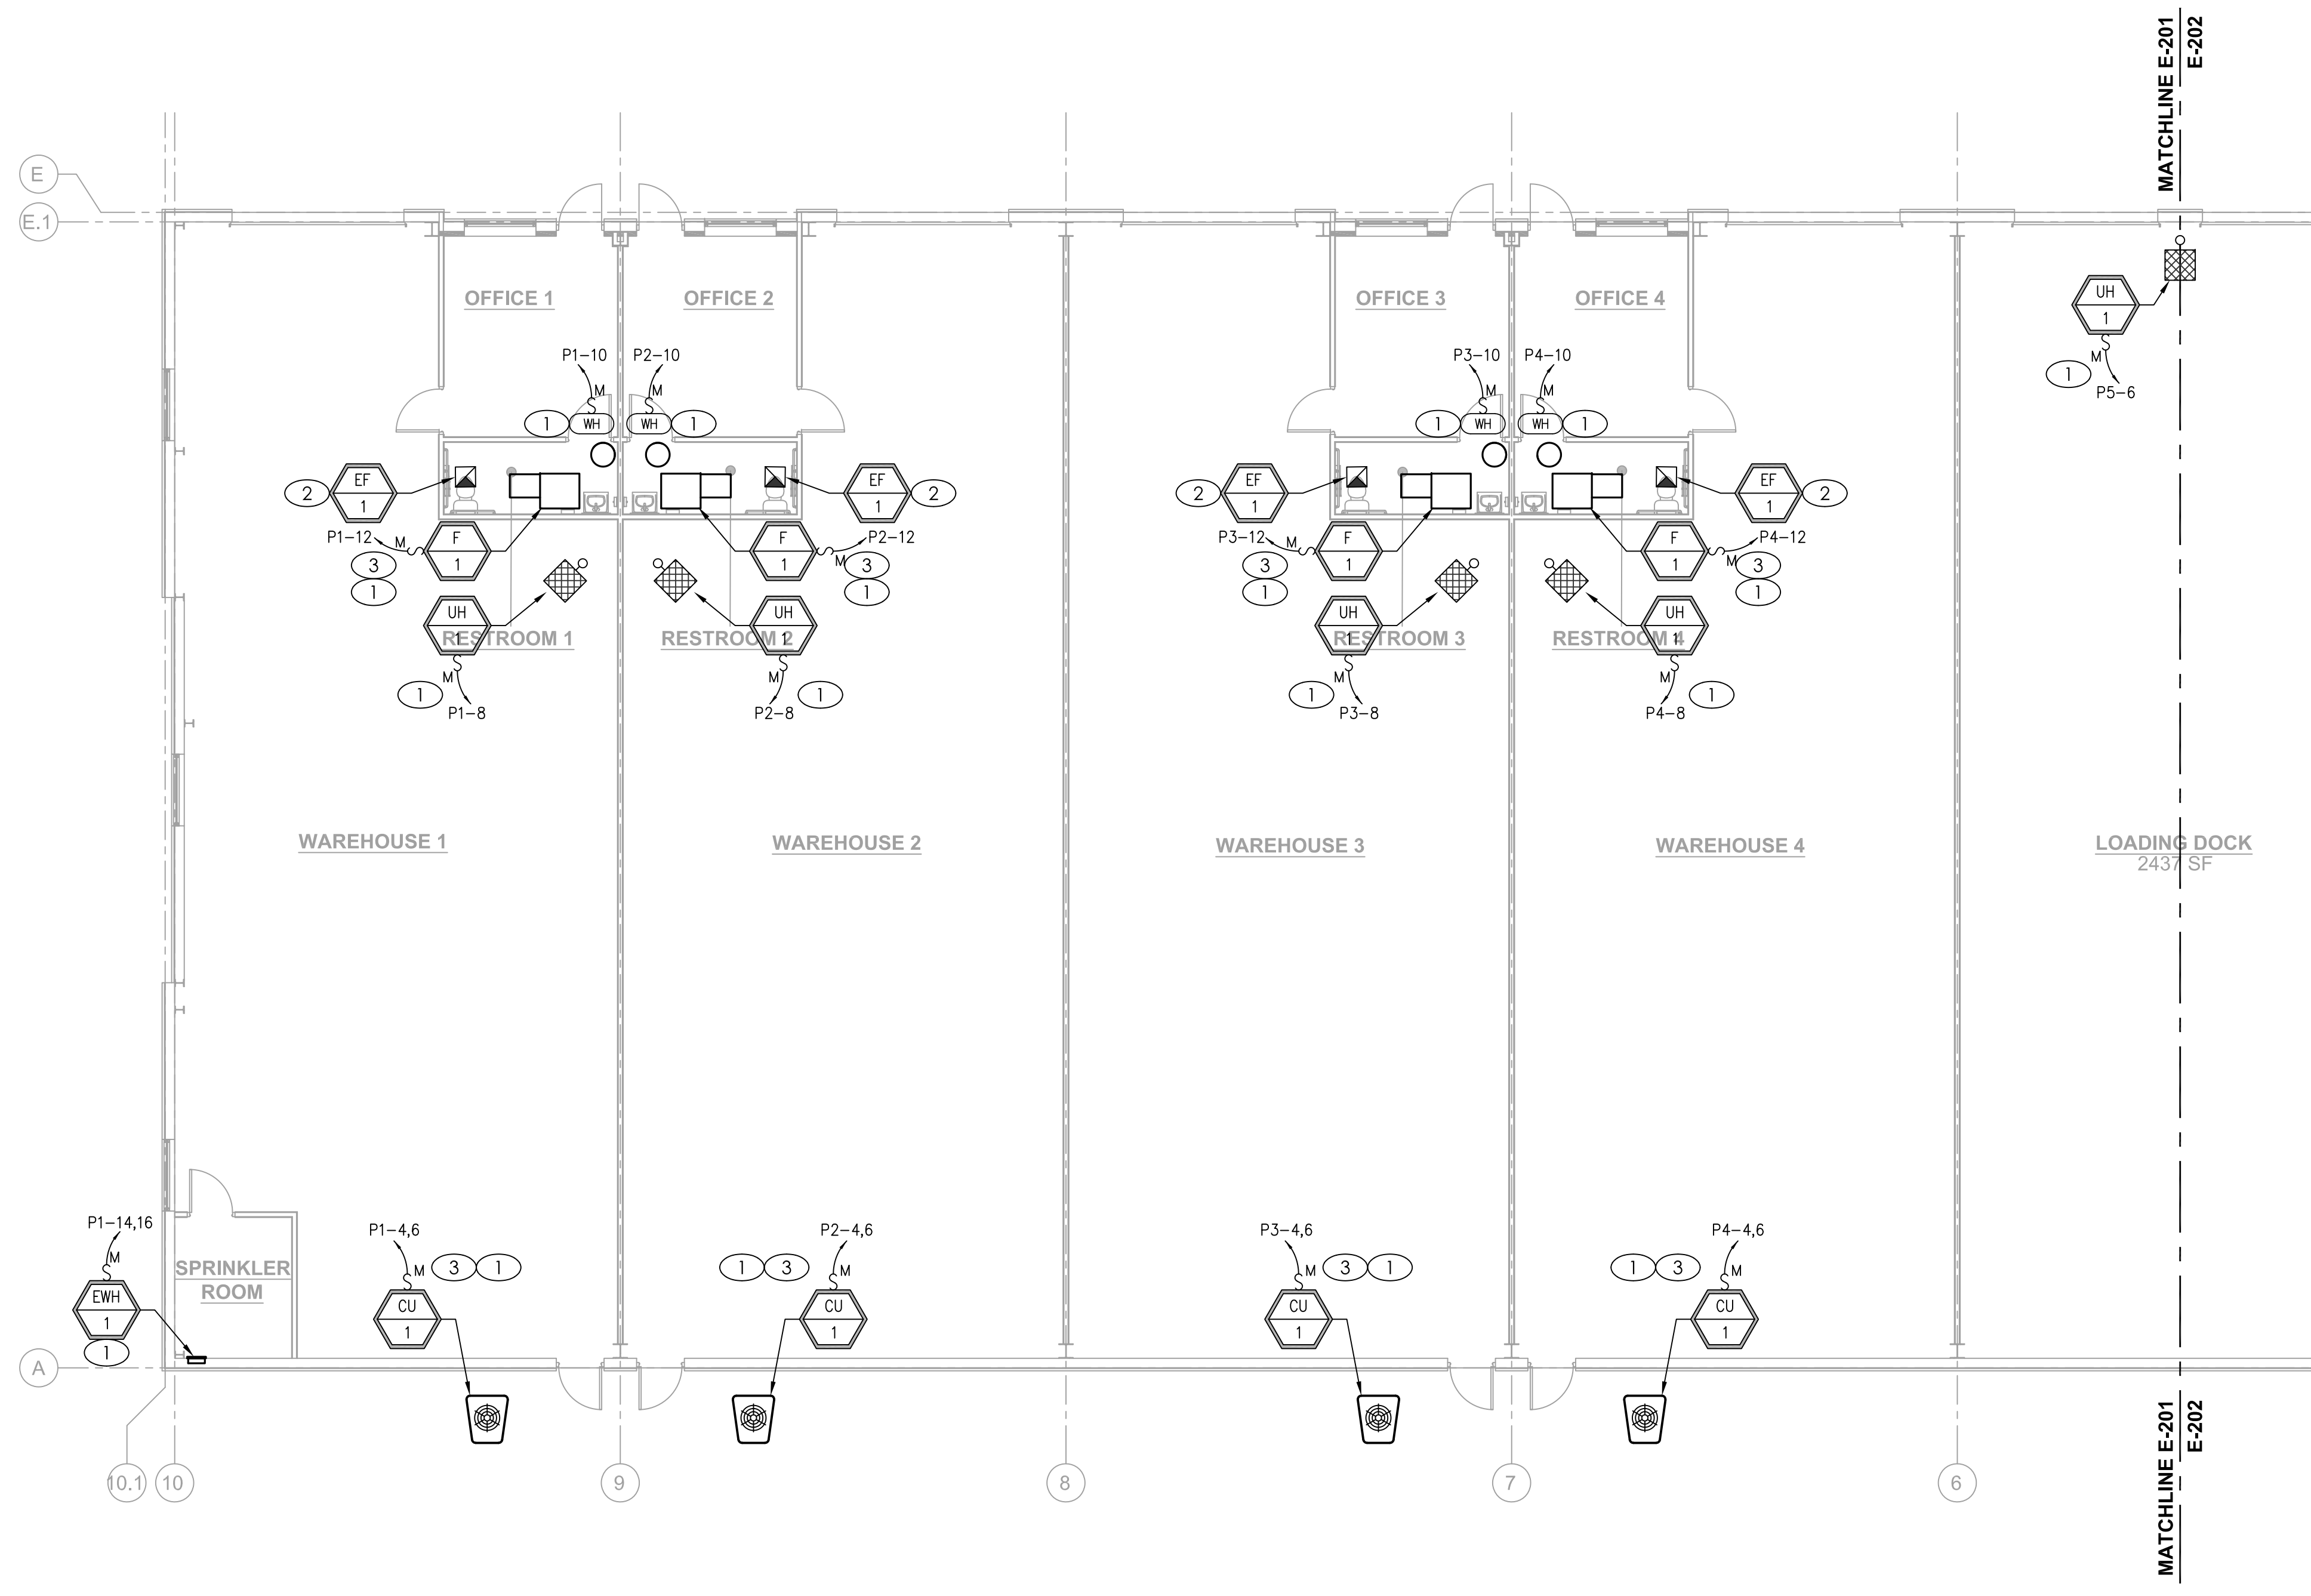 MATCHLINE E-201
E-202
E
E.1
OFFICE 1
OFFICE 2
OFFICE 3
OFFICE 4
UH
1
M
1
P5-6
P1-10
P2-10
P3-10
P4-10
M
M
M
M
1
WH
WH
1
1
WH
WH
1
2
EF
1
EF
1
2
2
EF
1
EF
1
2
P1-12
M
F
1
F
1
M
P2-12
P3-12
M
F
1
F
1
M
P4-12
3
1
3
1
3
1
3
1
UH
1
UH
1
UH
1
UH
1
RESTROOM 1
RESTROOM 2
RESTROOM 3
RESTROOM 4
1
M
M
1
1
M
M
1
P1-8
P2-8
P3-8
P4-8
WAREHOUSE 1
WAREHOUSE 2
WAREHOUSE 3
WAREHOUSE 4
LOADING DOCK
2437 SF
P1-14,16
P1-4,6
P2-4,6
P3-4,6
P4-4,6
M
M
3
1
1
3
M
M
3
1
1
3
M
SPRINKLER
ROOM
EWH
1
1
CU
1
CU
1
CU
1
CU
1
A
10.1
10
9
8
7
6
MATCHLINE E-201
E-202